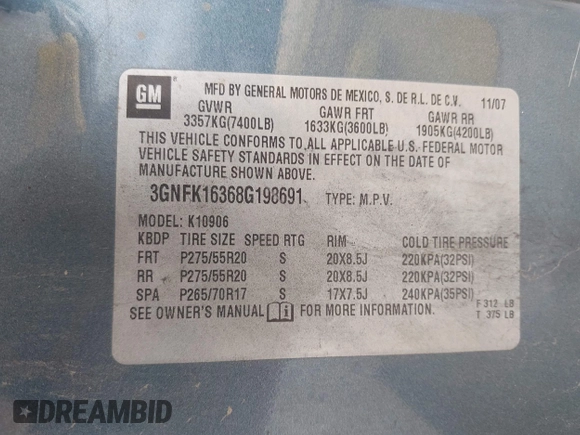 GM
MFD BY GENERAL MOTORS DE MEXICO, S. DE R.L. DE C.V. 11/07
GVWR GAWR FRT GAWR RR
3357KG(7400LB) 1633KG(3600LB) 1905KG(4200LB)
THIS VEHICLE CONFORMS TO ALL APPLICABLE U.S. FEDERAL MOTOR
VEHICLE SAFETY STANDARDS IN EFFECT ON THE DATE OF
MANUFACTURE SHOWN ABOVE.
3GNFK16368G198691 TYPE: M.P.V.
MODEL: K10906
KBDP TIRE SIZE SPEED RTG RIM COLD TIRE PRESSURE
FRT P275/55R20 S 20X8.5J 220KPA(32PSI)
RR P275/55R20 S 20X8.5J 220KPA(32PSI)
SPA P265/70R17 S 17X7.5J 240KPA(35PSI)
SEE OWNER'S MANUAL i FOR MORE INFORMATION.
F 312 LB
T 375 LB
DREAMBID